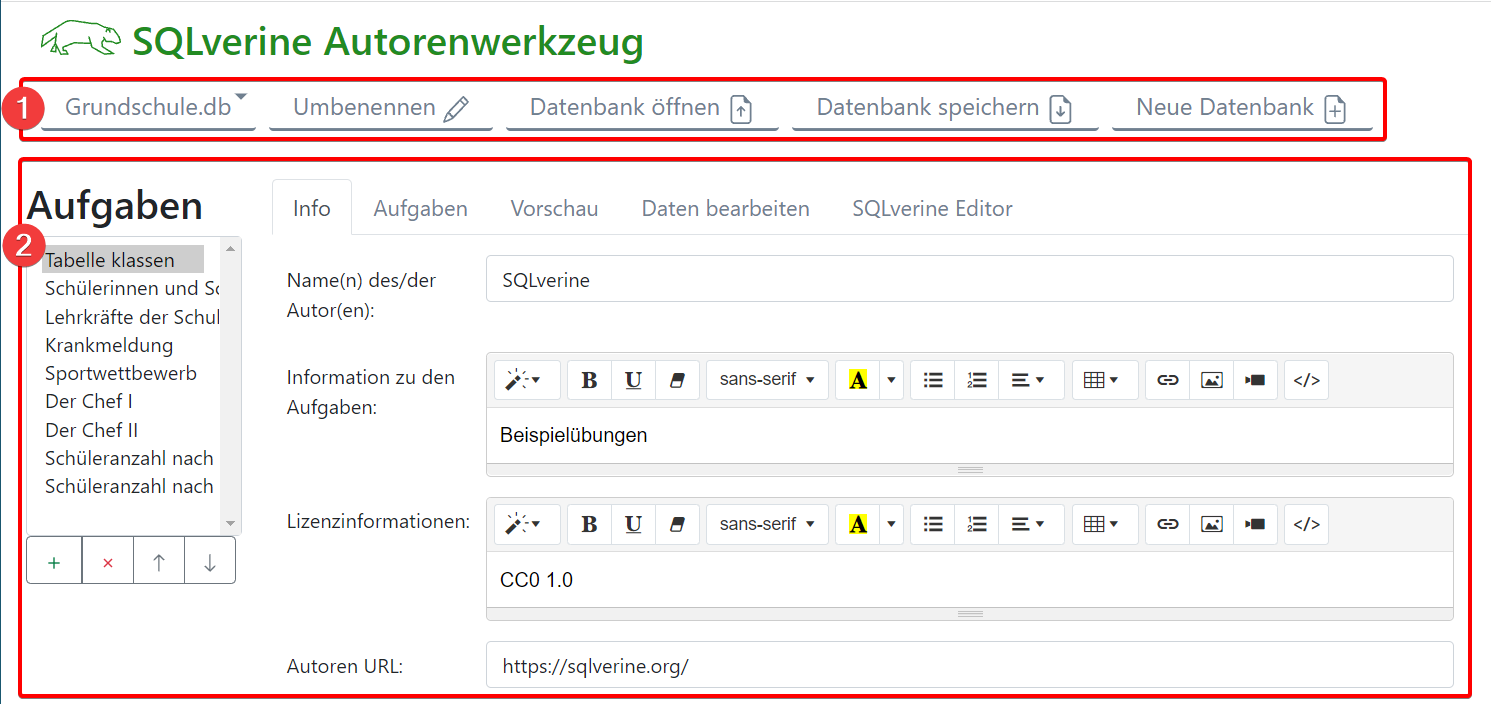 SQLverine Autorenwerkzeug
1
Grundschule.db Umbenennen Datenbank öffnen Datenbank speichern Neue Datenbank
Aufgaben
2
Tabelle klassen
Schülerinnen und Sc
Lehrkräfte der Schul
Krankmeldung
Sportwettbewerb
Der Chef I
Der Chef II
Schüleranzahl nach
Schüleranzahl nach
+ × ↑ ↓
Info Aufgaben Vorschau Daten bearbeiten SQLverine Editor
Name(n) des/der
Autor(en):
SQLverine
Information zu den
Aufgaben:
B U sans-serif A </>
Beispielübungen
Lizenzinformationen:
B U sans-serif A </>
CC0 1.0
Autoren URL:
https://sqlverine.org/